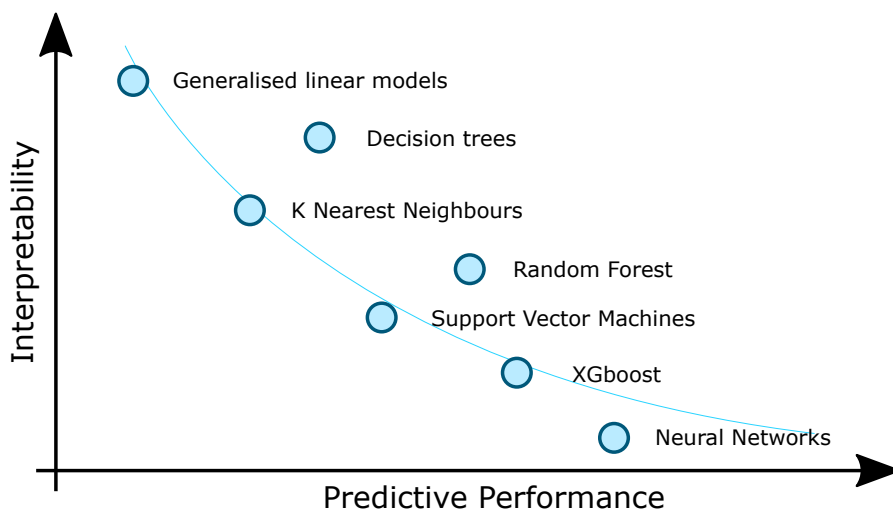 Generalised linear models
Decision trees
K Nearest Neighbours
Random Forest
Support Vector Machines
XGboost
Neural Networks
Interpretability
Predictive Performance